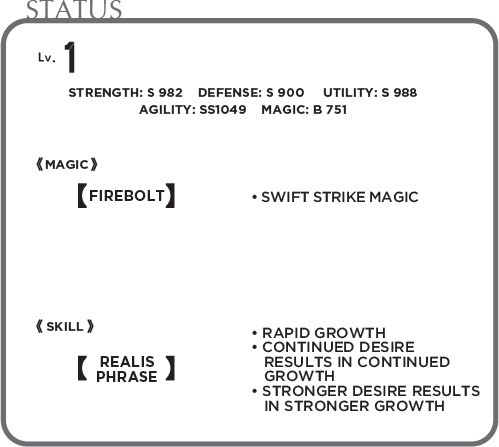 STATUS
Lv. 1
STRENGTH: S 982 DEFENSE: S 900 UTILITY: S 988
AGILITY: SS1049 MAGIC: B 751
《MAGIC》
【FIREBOLT】 • SWIFT STRIKE MAGIC
《SKILL》
【REALIS
PHRASE】
• RAPID GROWTH
• CONTINUED DESIRE
RESULTS IN CONTINUED
GROWTH
• STRONGER DESIRE RESULTS
IN STRONGER GROWTH